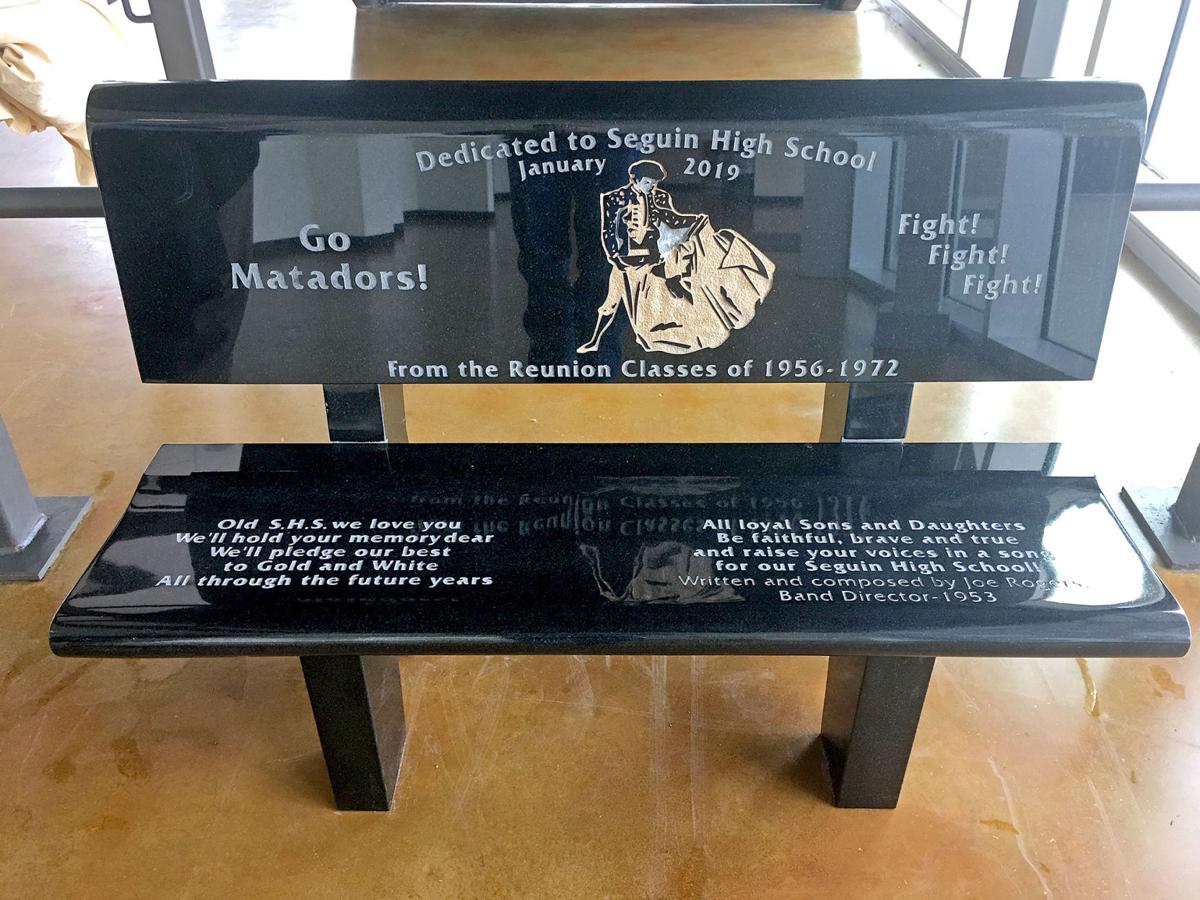 Dedicated to Seguin High School
January 2019
Go
Matadors!
Fight!
Fight!
Fight!
From the Reunion Classes of 1956-1972
Old S.H.S. we love you
We'll hold your memory dear
We'll pledge our best
to Gold and White
All through the future years
All loyal Sons and Daughters
Be faithful, brave and true
and raise your voices in a song
for our Seguin High School!!
Written and composed by Joe Rogers,
Band Director-1953